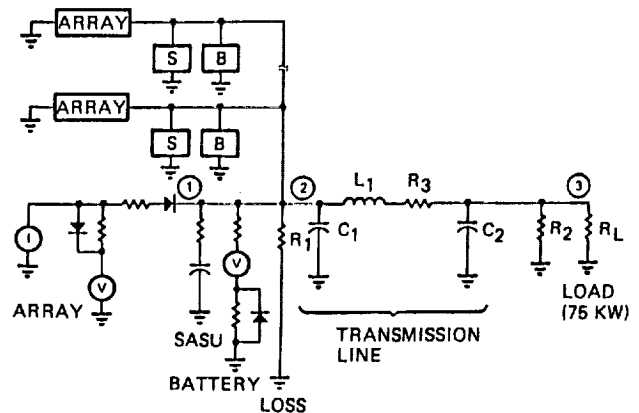 ARRAY
S
B
ARRAY
S
B
1
2
L1
R3
3
I
V
ARRAY
SASU
V
BATTERY
R1
LOSS
C1
C2
TRANSMISSION
LINE
R2
RL
LOAD
(75 KW)